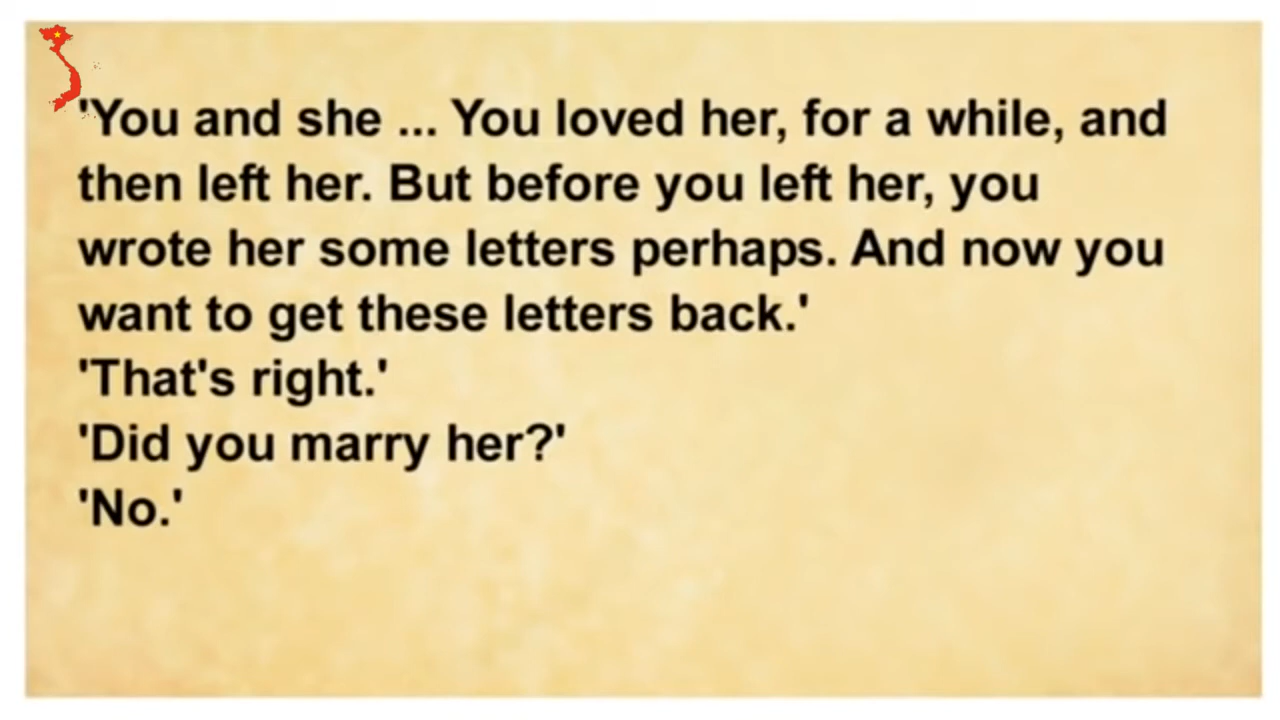 'You and she ... You loved her, for a while, and
then left her. But before you left her, you
wrote her some letters perhaps. And now you
want to get these letters back.'
'That's right.'
'Did you marry her?'
'No.'